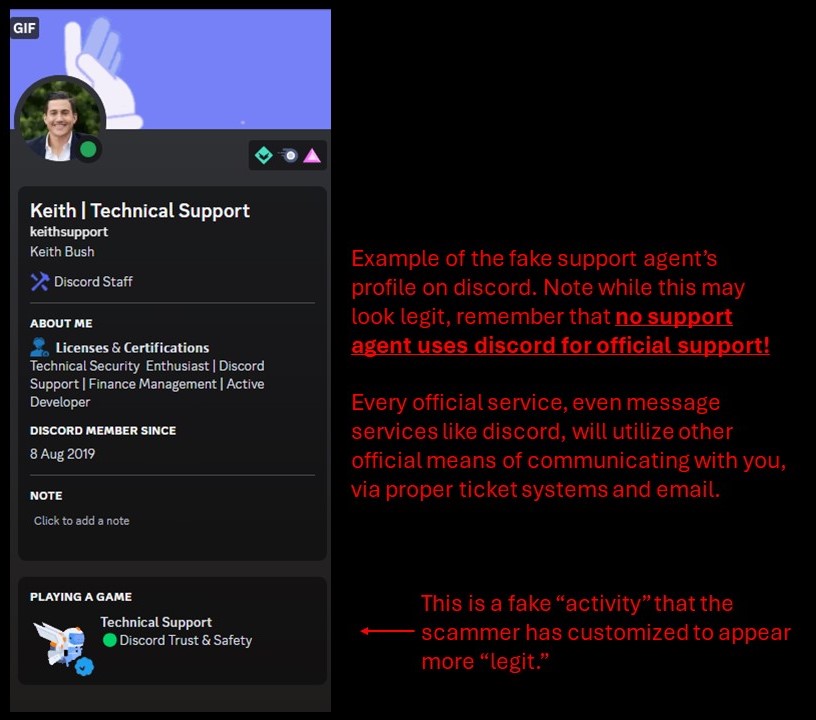 GIF
Keith | Technical Support
keithsupport
Keith Bush
Discord Staff
ABOUT ME
Licenses & Certifications
Technical Security Enthusiast | Discord
Support | Finance Management | Active
Developer
DISCORD MEMBER SINCE
8 Aug 2019
NOTE
Click to add a note
PLAYING A GAME
Technical Support
Discord Trust & Safety
Example of the fake support agent’s
profile on discord. Note while this may
look legit, remember that no support
agent uses discord for official support!
Every official service, even message
services like discord, will utilize other
official means of communicating with you,
via proper ticket systems and email.
This is a fake “activity” that the
scammer has customized to appear
more “legit.”